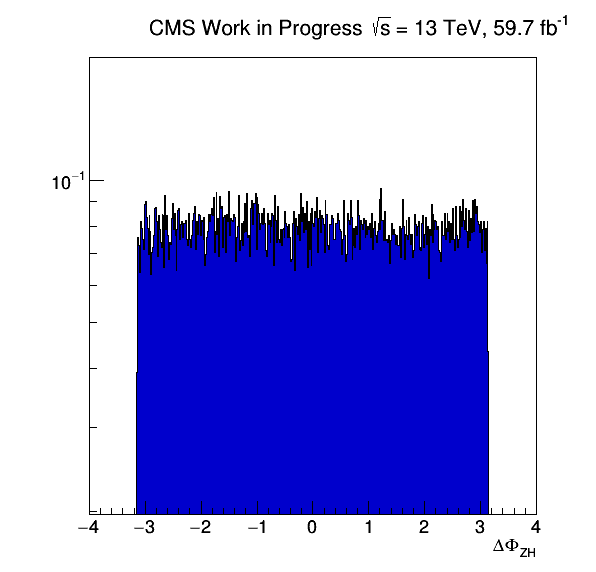 CMS Work in Progress √s = 13 TeV, 59.7 fb⁻¹
10⁻¹
−4 −3 −2 −1 0 1 2 3 4
ΔΦ_ZH